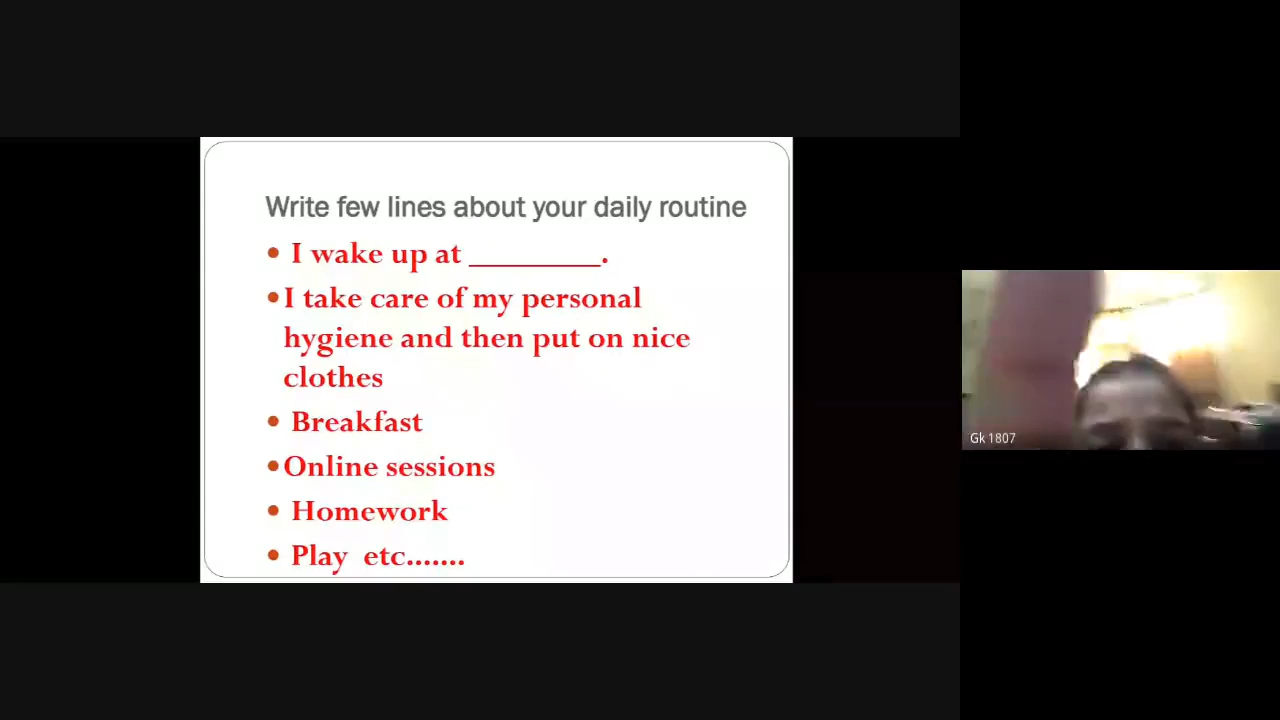 Write few lines about your daily routine
• I wake up at _________.
• I take care of my personal
hygiene and then put on nice
clothes
• Breakfast
• Online sessions
• Homework
• Play  etc.......
Gk 1807